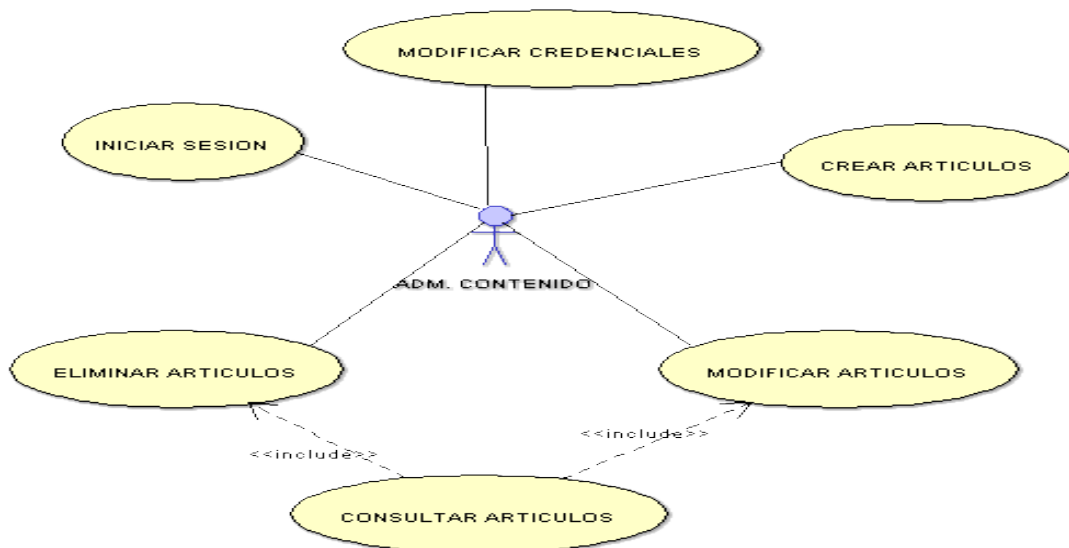 MODIFICAR CREDENCIALES
INICIAR SESION
CREAR ARTICULOS
ADM. CONTENIDO
ELIMINAR ARTICULOS
MODIFICAR ARTICULOS
<<include>>
<<include>>
CONSULTAR ARTICULOS